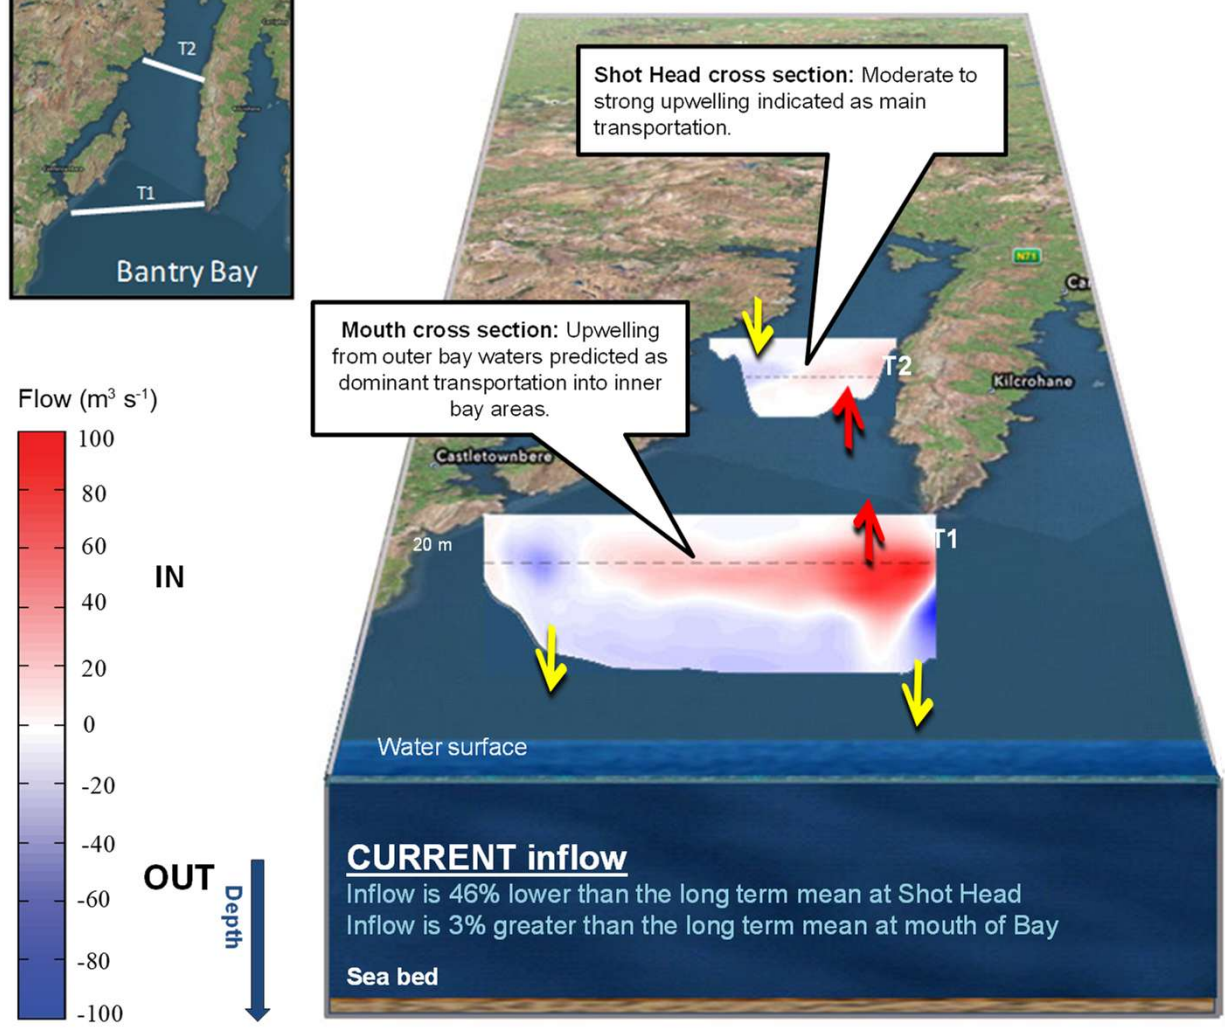 T2
T1
Bantry Bay
Shot Head cross section: Moderate to
strong upwelling indicated as main
transportation.
N71
Mouth cross section: Upwelling
from outer bay waters predicted as
dominant transportation into inner
bay areas.
T2
Kilcrohane
Castletownbere
Flow (m³ s⁻¹)
100
80
60
40
20
0
-20
-40
-60
-80
-100
IN
OUT
Depth
20 m
T1
Water surface
CURRENT inflow
Inflow is 46% lower than the long term mean at Shot Head
Inflow is 3% greater than the long term mean at mouth of Bay
Sea bed